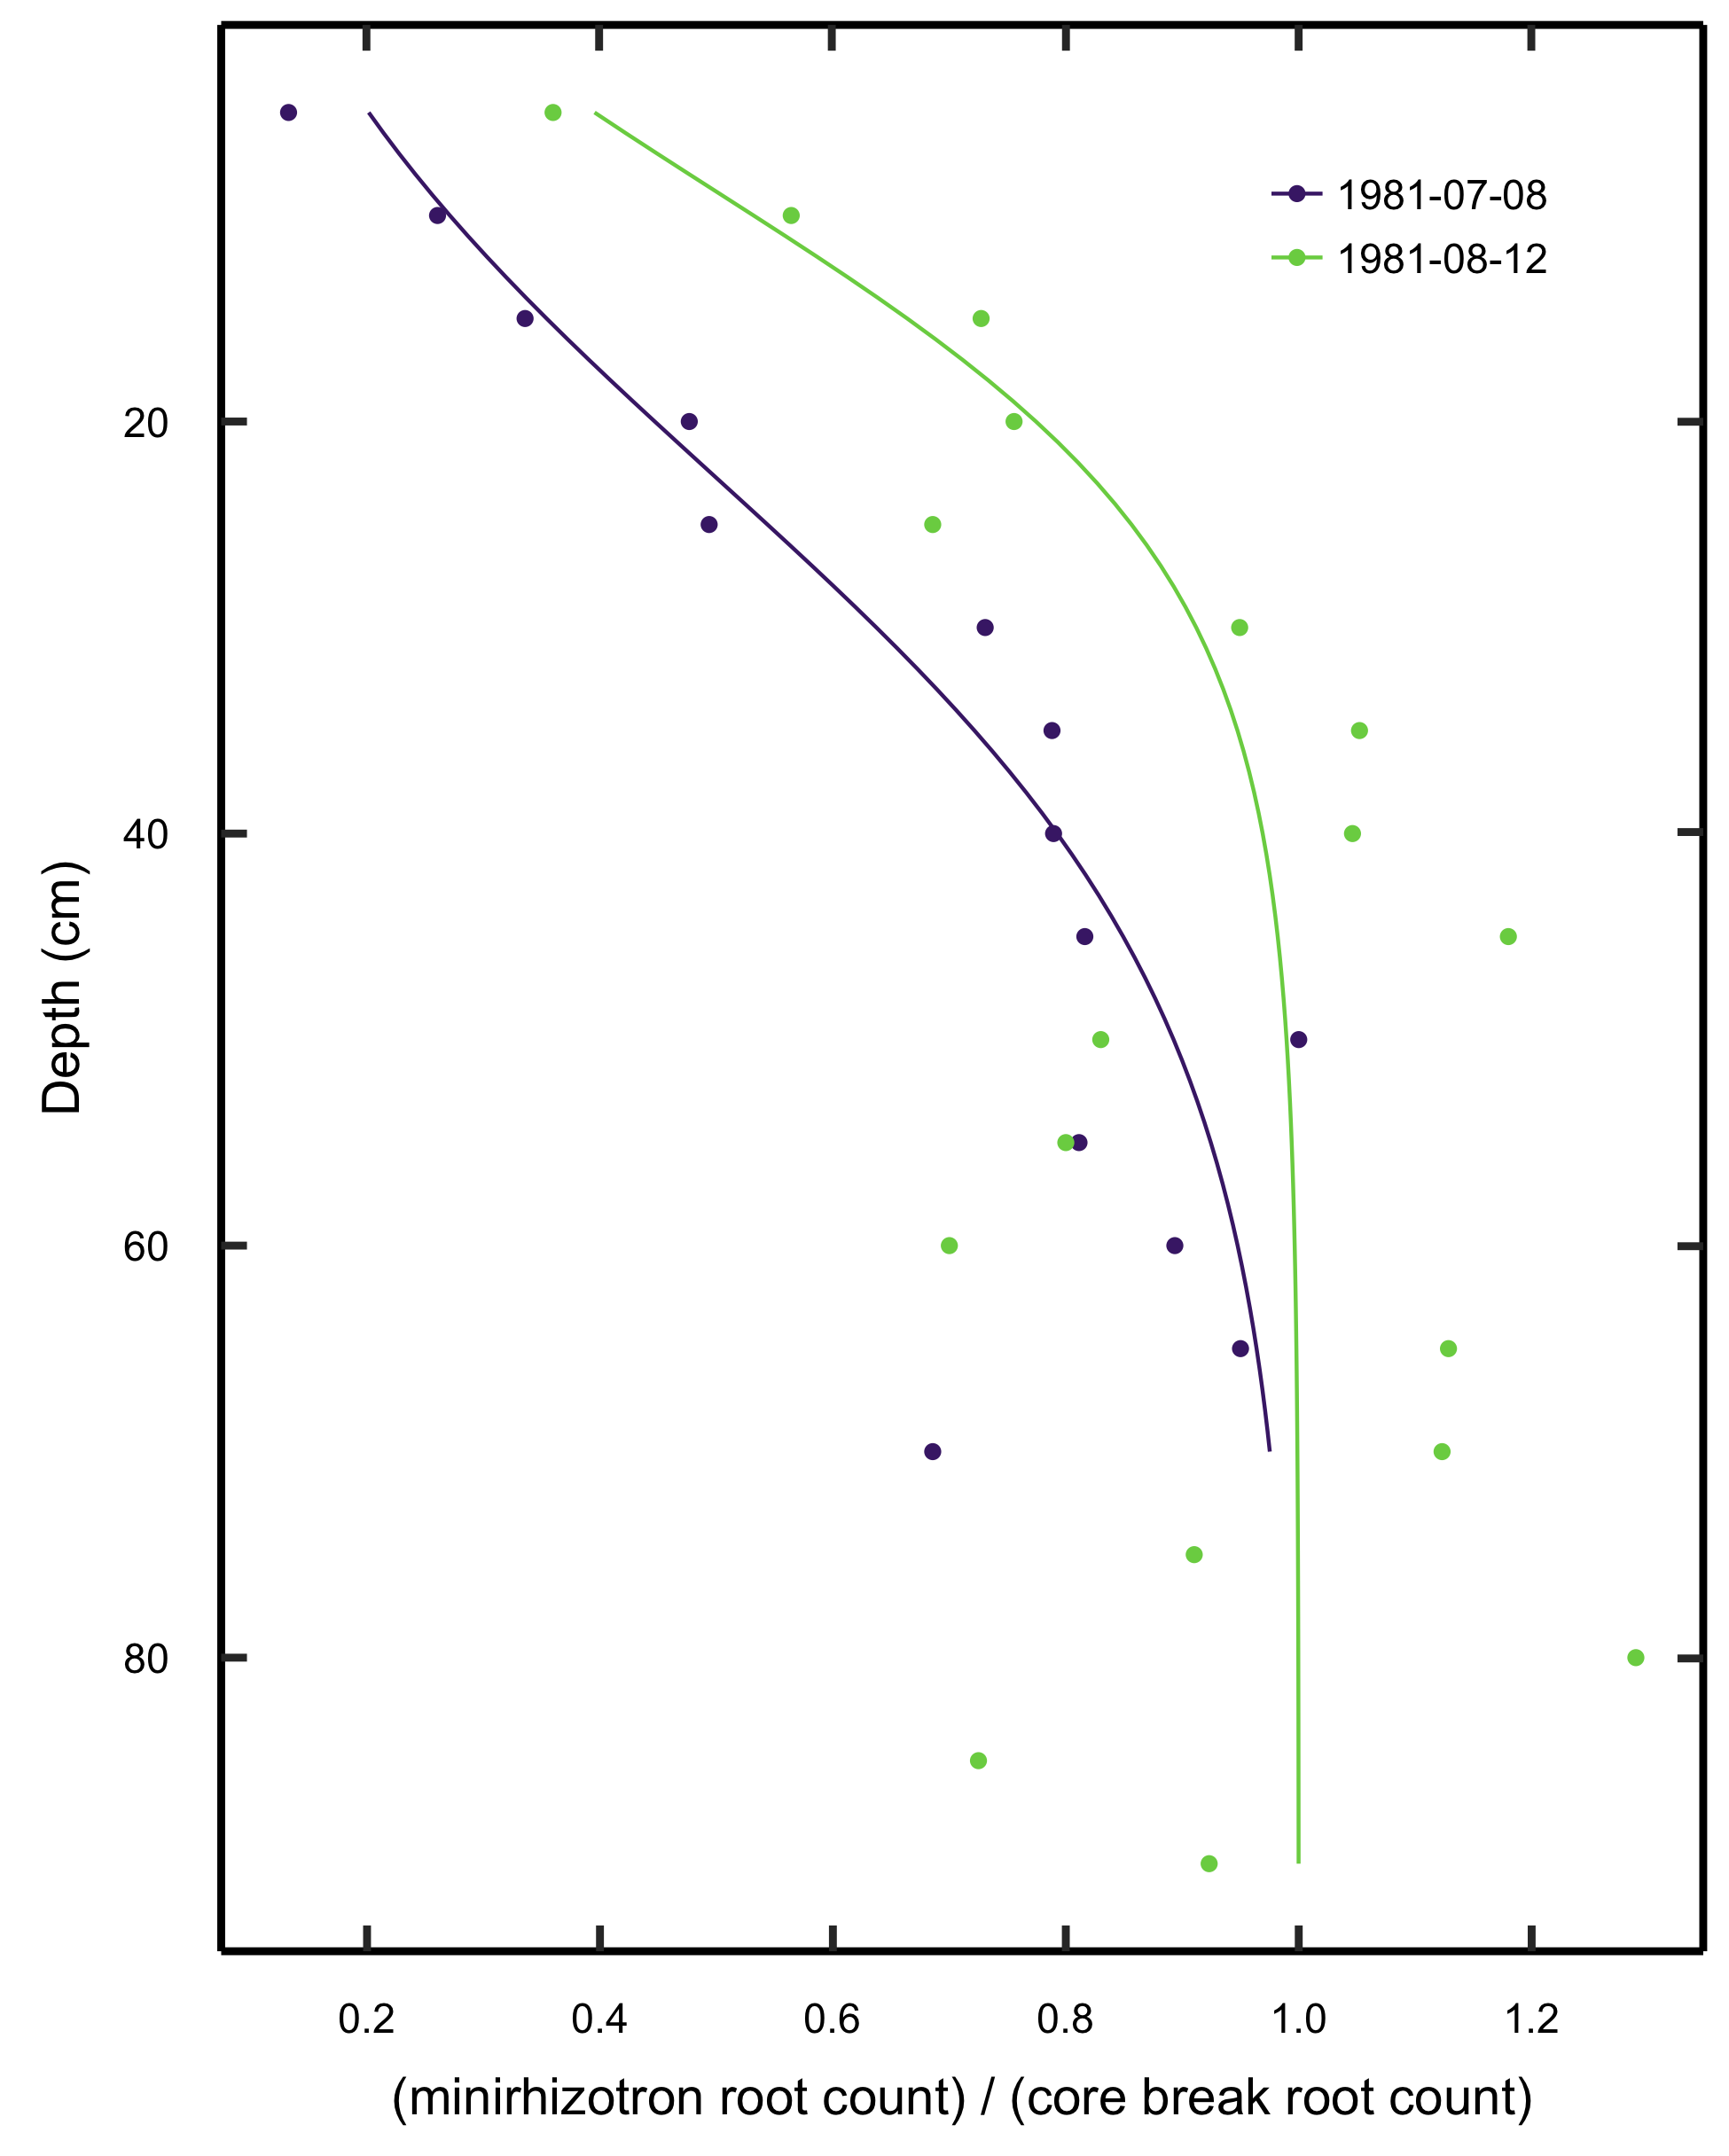 1981-07-08
1981-08-12
20
40
60
80
Depth (cm)
0.2 0.4 0.6 0.8 1.0 1.2
(minirhizotron root count) / (core break root count)